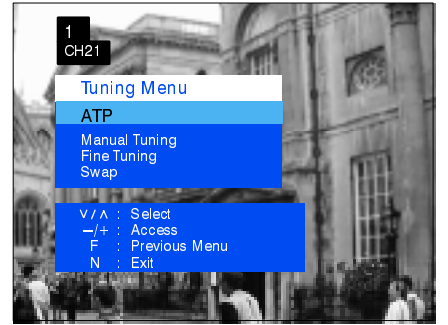 1
CH21
Tuning Menu
ATP
Manual Tuning
Fine Tuning
Swap
∨/∧ : Select
−/+ : Access
F : Previous Menu
N : Exit